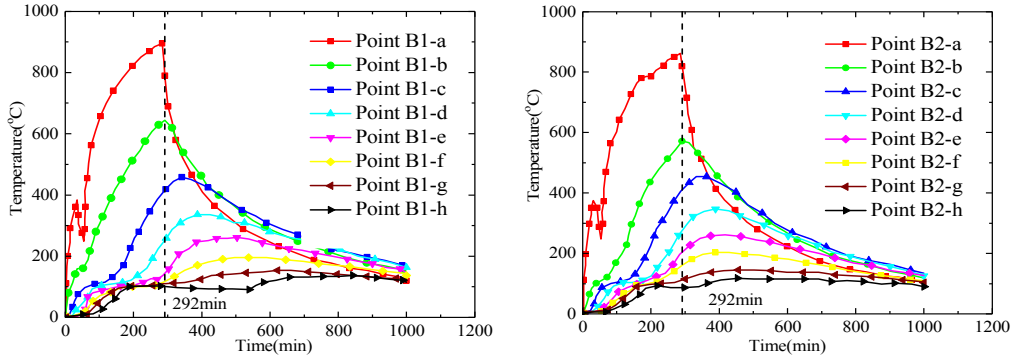 1000
800
600
400
200
0
Temperature(°C)
Point B1-a
Point B1-b
Point B1-c
Point B1-d
Point B1-e
Point B1-f
Point B1-g
Point B1-h
292min
0 200 400 600 800 1000 1200
Time(min)
1000
800
600
400
200
0
Temperature(°C)
Point B2-a
Point B2-b
Point B2-c
Point B2-d
Point B2-e
Point B2-f
Point B2-g
Point B2-h
292min
0 200 400 600 800 1000 1200
Time(min)